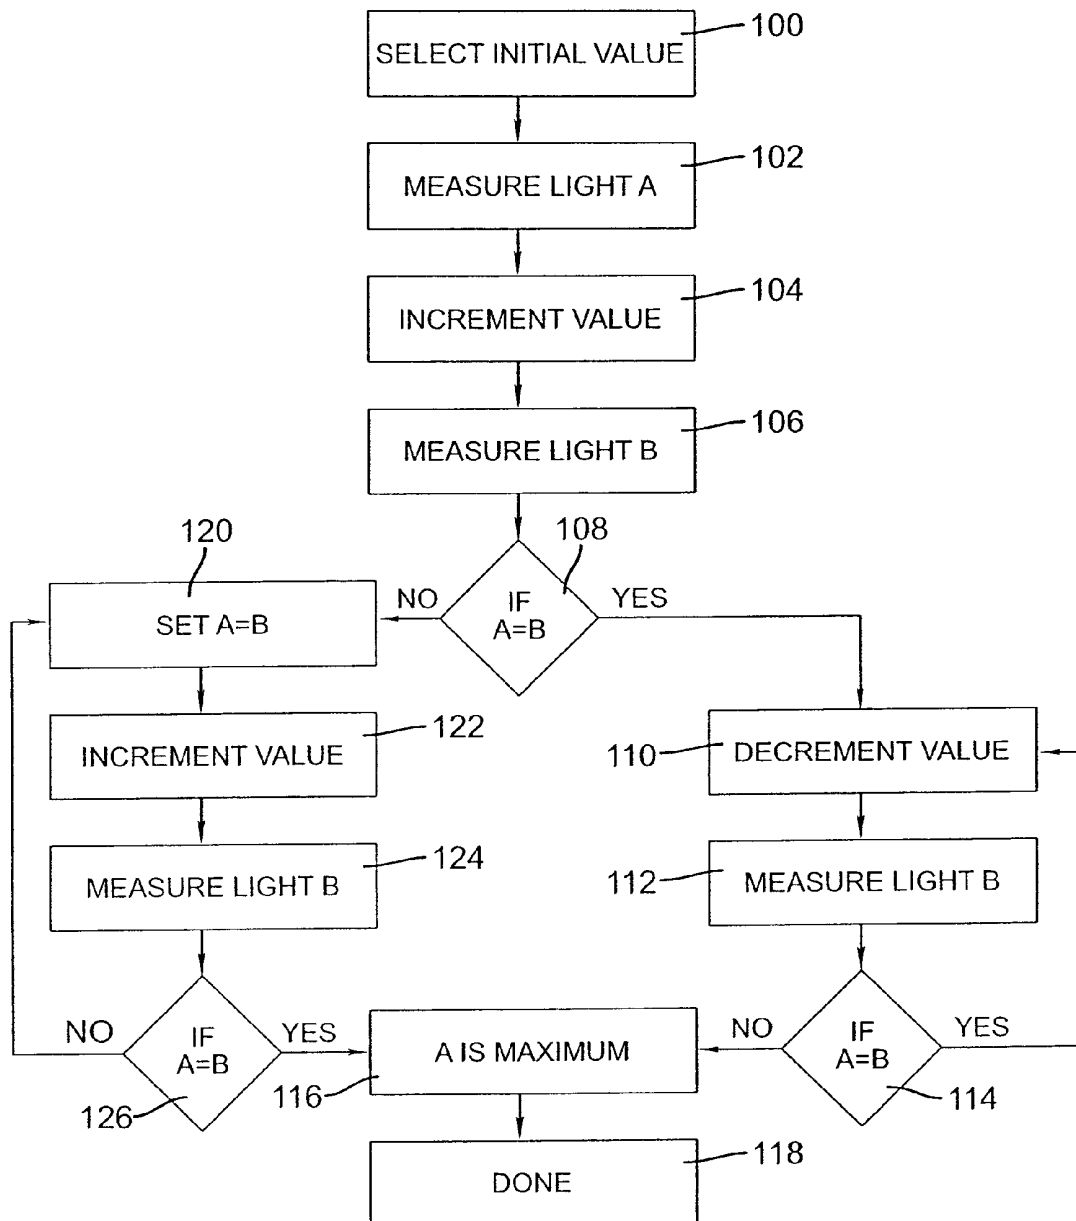 100
SELECT INITIAL VALUE
102
MEASURE LIGHT A
104
INCREMENT VALUE
106
MEASURE LIGHT B
108
IF
A=B
NO
YES
120
SET A=B
122
INCREMENT VALUE
124
MEASURE LIGHT B
126
IF
A=B
NO
YES
110
DECREMENT VALUE
112
MEASURE LIGHT B
114
IF
A=B
NO
YES
116
A IS MAXIMUM
118
DONE